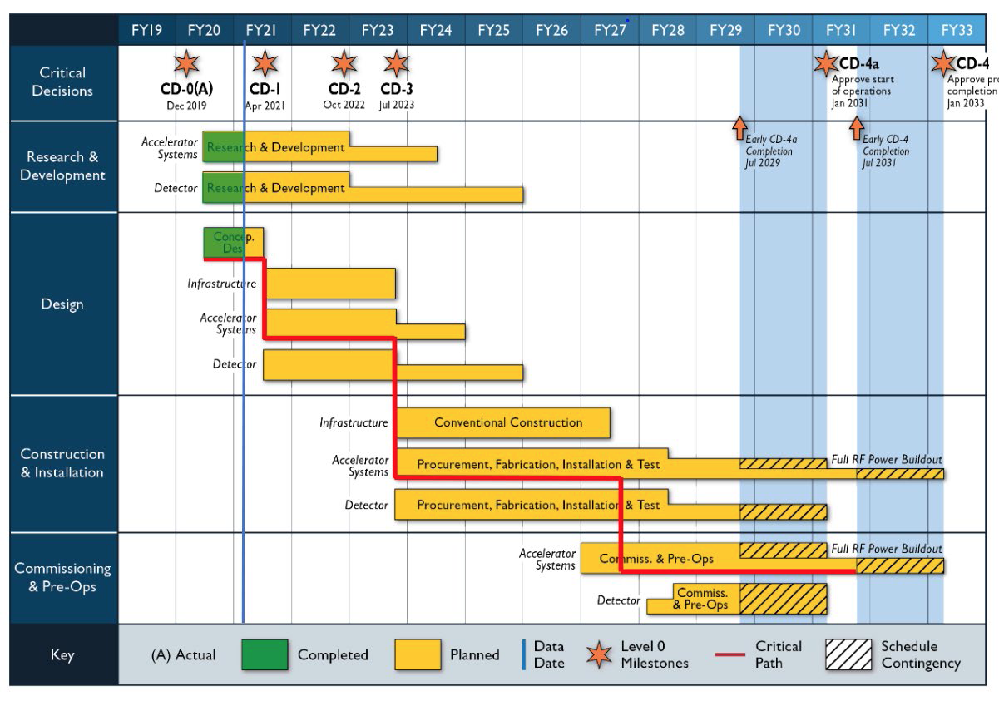 FY19 FY20 FY21 FY22 FY23 FY24 FY25 FY26 FY27 FY28 FY29 FY30 FY31 FY32 FY33
Critical
Decisions
CD-0(A)
Dec 2019
CD-1
Apr 2021
CD-2
Oct 2022
CD-3
Jul 2023
CD-4a
Approve start
of operations
Jan 2031
CD-4
Approve pro
completion
Jan 2033
Early CD-4a
Completion
Jul 2029
Early CD-4
Completion
Jul 2031
Research &
Development
Accelerator
Systems
Research & Development
Detector
Research & Development
Design
Concep.
Des
Infrastructure
Accelerator
Systems
Detector
Construction
& Installation
Infrastructure
Conventional Construction
Accelerator
Systems
Procurement, Fabrication, Installation & Test
Full RF Power Buildout
Detector
Procurement, Fabrication, Installation & Test
Commissioning
& Pre-Ops
Accelerator
Systems
Commiss. & Pre-Ops
Full RF Power Buildout
Detector
Commiss.
& Pre-Ops
Key
(A) Actual
Completed
Planned
Data
Date
Level 0
Milestones
Critical
Path
Schedule
Contingency